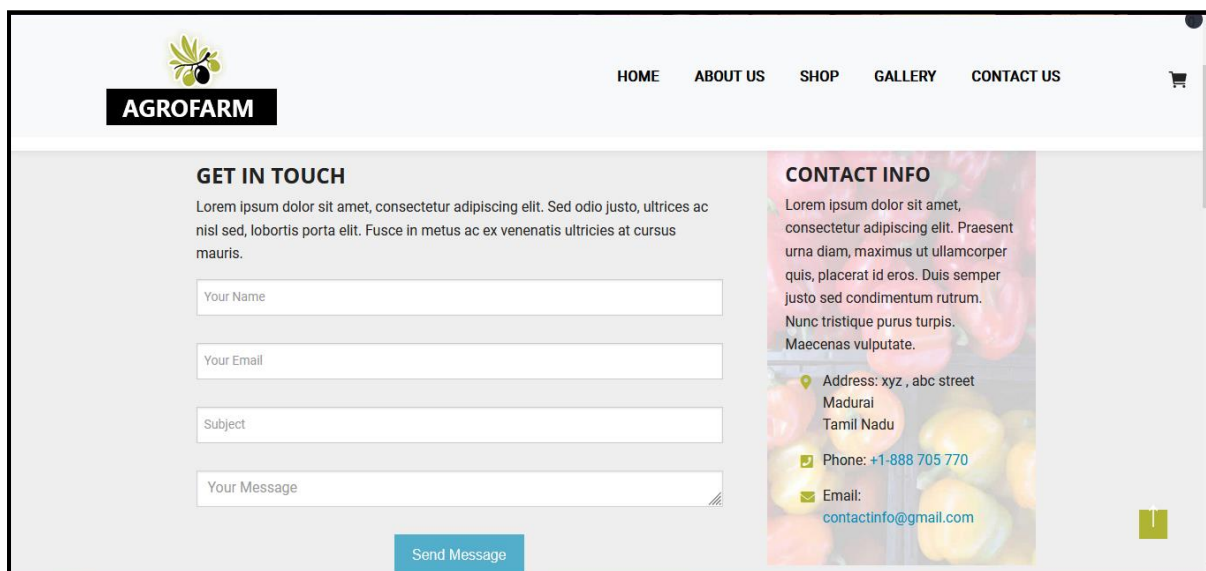 AGROFARM
HOME ABOUT US SHOP GALLERY CONTACT US
GET IN TOUCH
Lorem ipsum dolor sit amet, consectetur adipiscing elit. Sed odio justo, ultrices ac
nisl sed, lobortis porta elit. Fusce in metus ac ex venenatis ultricies at cursus
mauris.
Your Name
Your Email
Subject
Your Message
Send Message
CONTACT INFO
Lorem ipsum dolor sit amet,
consectetur adipiscing elit. Praesent
urna diam, maximus ut ullamcorper
quis, placerat id eros. Duis semper
justo sed condimentum rutrum.
Nunc tristique purus turpis.
Maecenas vulputate.
Address: xyz , abc street
Madurai
Tamil Nadu
Phone: +1-888 705 770
Email:
contactinfo@gmail.com